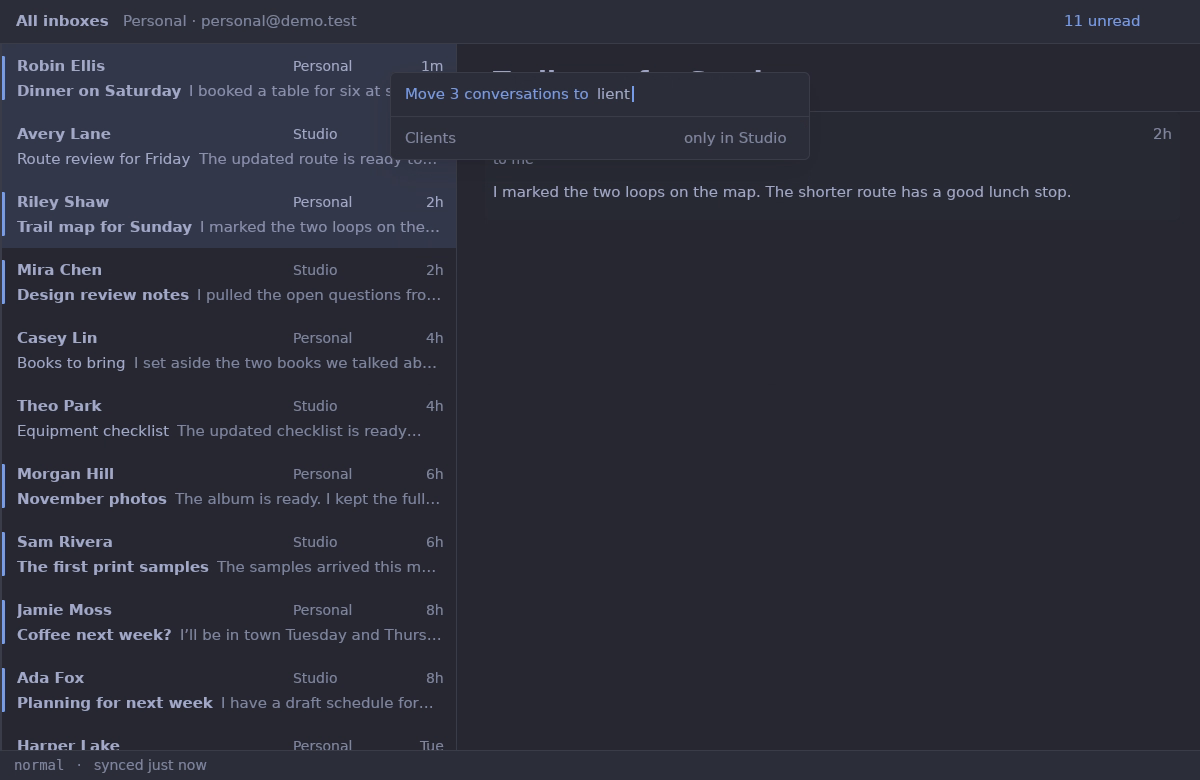 All inboxes Personal · personal@demo.test 11 unread
Robin Ellis Personal 1m
Dinner on Saturday I booked a table for six at
Move 3 conversations to lient
Clients only in Studio
Avery Lane Studio
Route review for Friday The updated route is ready to…
2h
to me
I marked the two loops on the map. The shorter route has a good lunch stop.
Riley Shaw Personal 2h
Trail map for Sunday I marked the two loops on the…
Mira Chen Studio 2h
Design review notes I pulled the open questions fro…
Casey Lin Personal 4h
Books to bring I set aside the two books we talked ab…
Theo Park Studio 4h
Equipment checklist The updated checklist is ready…
Morgan Hill Personal 6h
November photos The album is ready. I kept the full…
Sam Rivera Studio 6h
The first print samples The samples arrived this m…
Jamie Moss Personal 8h
Coffee next week? I’ll be in town Tuesday and Thurs…
Ada Fox Studio 8h
Planning for next week I have a draft schedule for…
Harper Lake Personal Tue
normal · synced just now